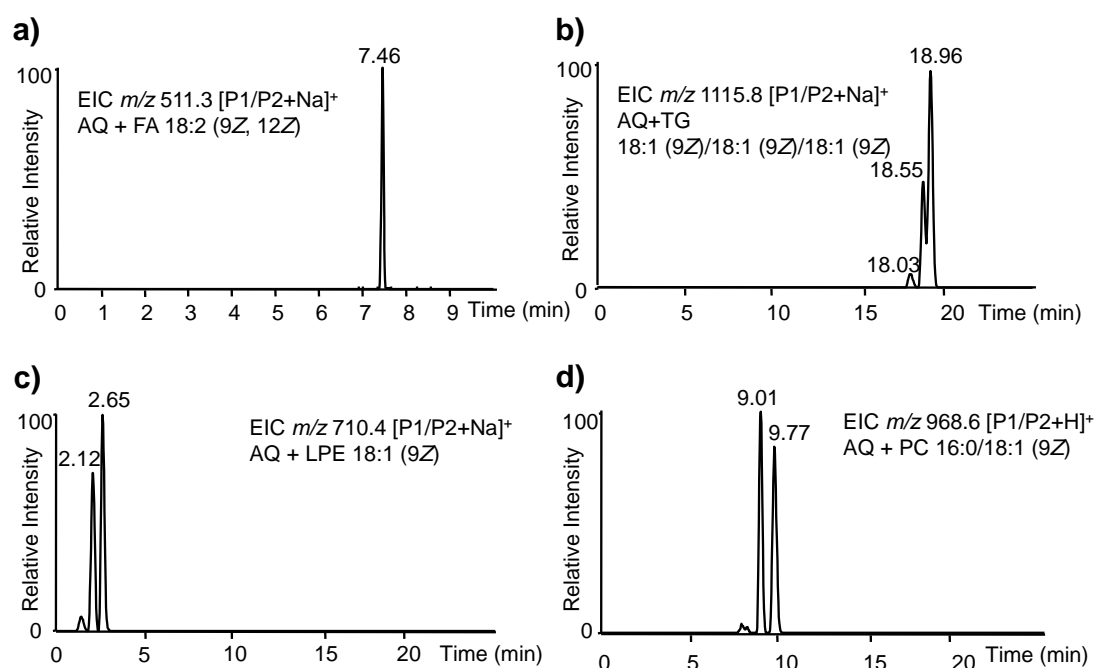 a)
Relative Intensity
100
0
7.46
EIC m/z 511.3 [P1/P2+Na]⁺
AQ + FA 18:2 (9Z, 12Z)
0 1 2 3 4 5 6 7 8 9 Time (min)
b)
Relative Intensity
100
0
18.96
EIC m/z 1115.8 [P1/P2+Na]⁺
AQ+TG
18:1 (9Z)/18:1 (9Z)/18:1 (9Z)
18.55
18.03
0 5 10 15 20 Time (min)
c)
Relative Intensity
100
0
2.65
2.12
EIC m/z 710.4 [P1/P2+Na]⁺
AQ + LPE 18:1 (9Z)
0 5 10 15 20 Time (min)
d)
Relative Intensity
100
0
9.01
9.77
EIC m/z 968.6 [P1/P2+H]⁺
AQ + PC 16:0/18:1 (9Z)
0 5 10 15 20 Time (min)